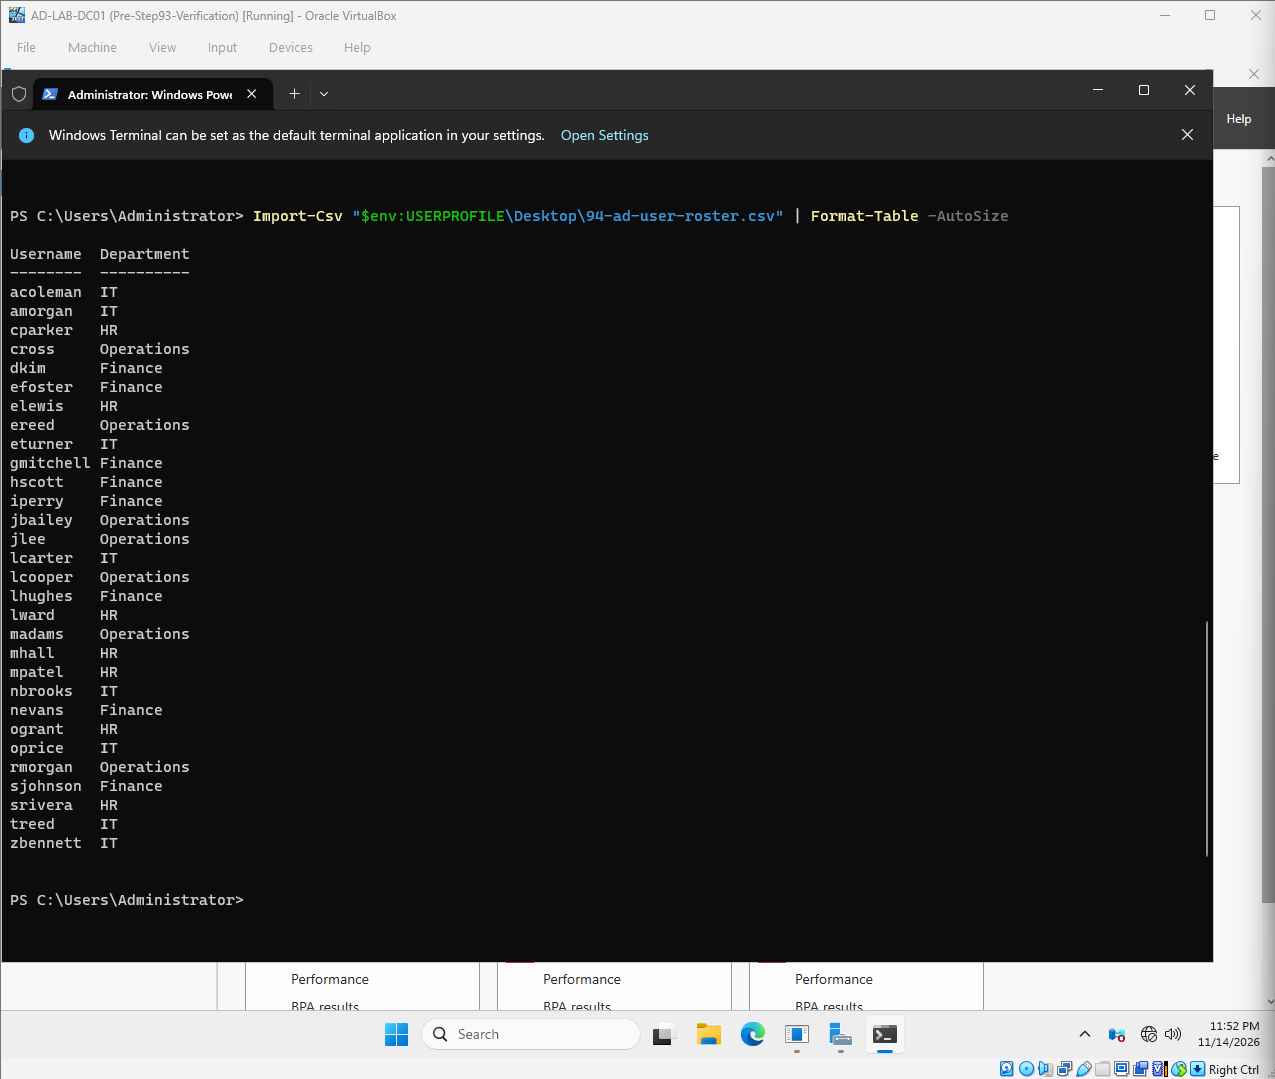 AD-LAB-DC01 (Pre-Step93-Verification) [Running] - Oracle VirtualBox
File Machine View Input Devices Help
Administrator: Windows Powe
Help
Windows Terminal can be set as the default terminal application in your settings. Open Settings
PS C:\Users\Administrator> Import-Csv "$env:USERPROFILE\Desktop\94-ad-user-roster.csv" | Format-Table -AutoSize
Username Department
-------- ----------
acoleman IT
amorgan IT
cparker HR
cross Operations
dkim Finance
efoster Finance
elewis HR
ereed Operations
eturner IT
gmitchell Finance
hscott Finance
iperry Finance
jbailey Operations
jlee Operations
lcarter IT
lcooper Operations
lhughes Finance
lward HR
madams Operations
mhall HR
mpatel HR
nbrooks IT
nevans Finance
ogrant HR
oprice IT
rmorgan Operations
sjohnson Finance
srivera HR
treed IT
zbennett IT
PS C:\Users\Administrator>
Performance Performance Performance
BPA results BPA results BPA results
Search
11:52 PM
11/14/2026
Right Ctrl